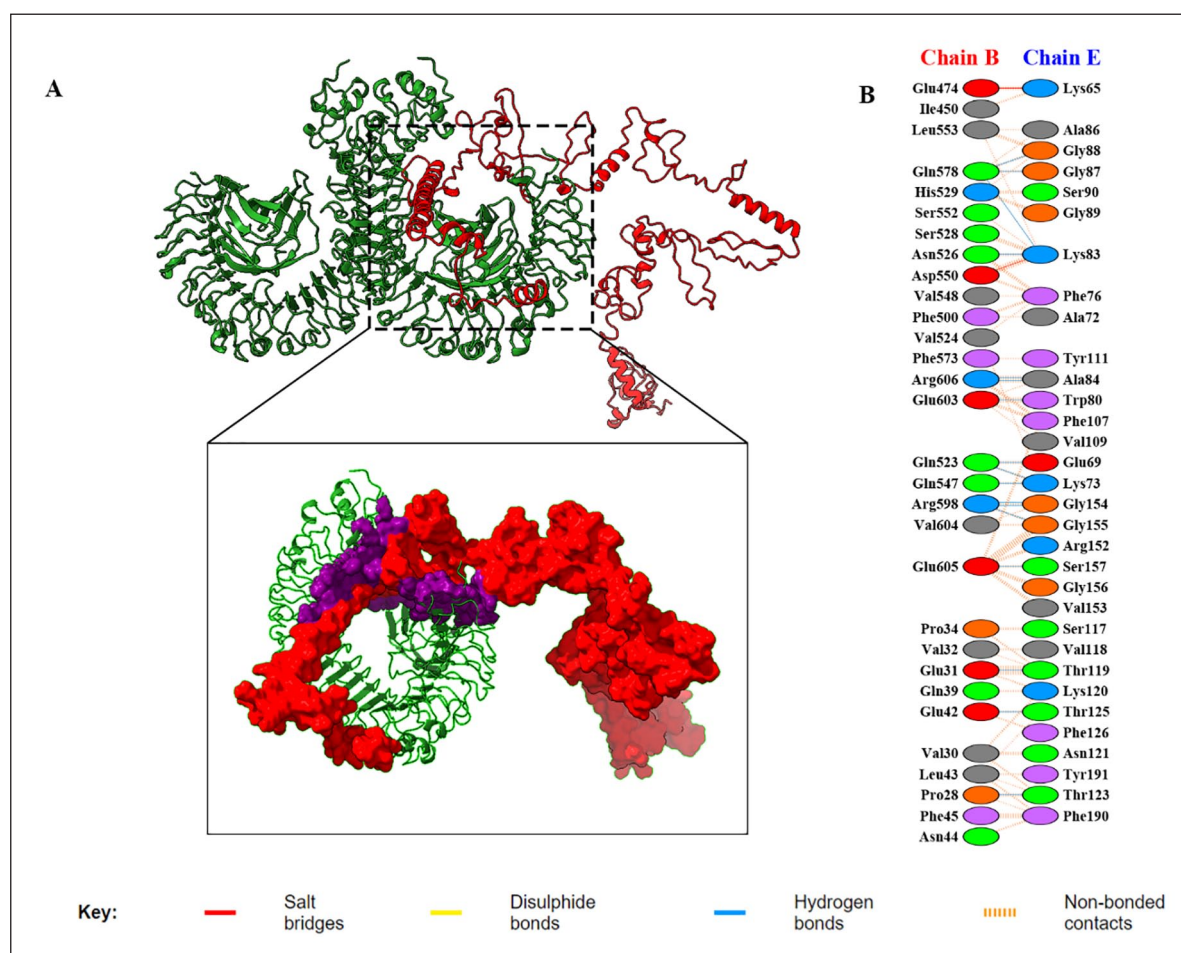 A
B
Chain B Chain E
Glu474 Lys65
Ile450
Leu553 Ala86
Gly88
Gln578 Gly87
His529 Ser90
Ser552 Gly89
Ser528
Asn526 Lys83
Asp550
Val548 Phe76
Phe500 Ala72
Val524
Phe573 Tyr111
Arg606 Ala84
Glu603 Trp80
Phe107
Val109
Gln523 Glu69
Gln547 Lys73
Arg598 Gly154
Val604 Gly155
Arg152
Glu605 Ser157
Gly156
Val153
Pro34 Ser117
Val32 Val118
Glu31 Thr119
Gln39 Lys120
Glu42 Thr125
Phe126
Val30 Asn121
Leu43 Tyr191
Pro28 Thr123
Phe45 Phe190
Asn44
Key: Salt bridges Disulphide bonds Hydrogen bonds Non-bonded contacts